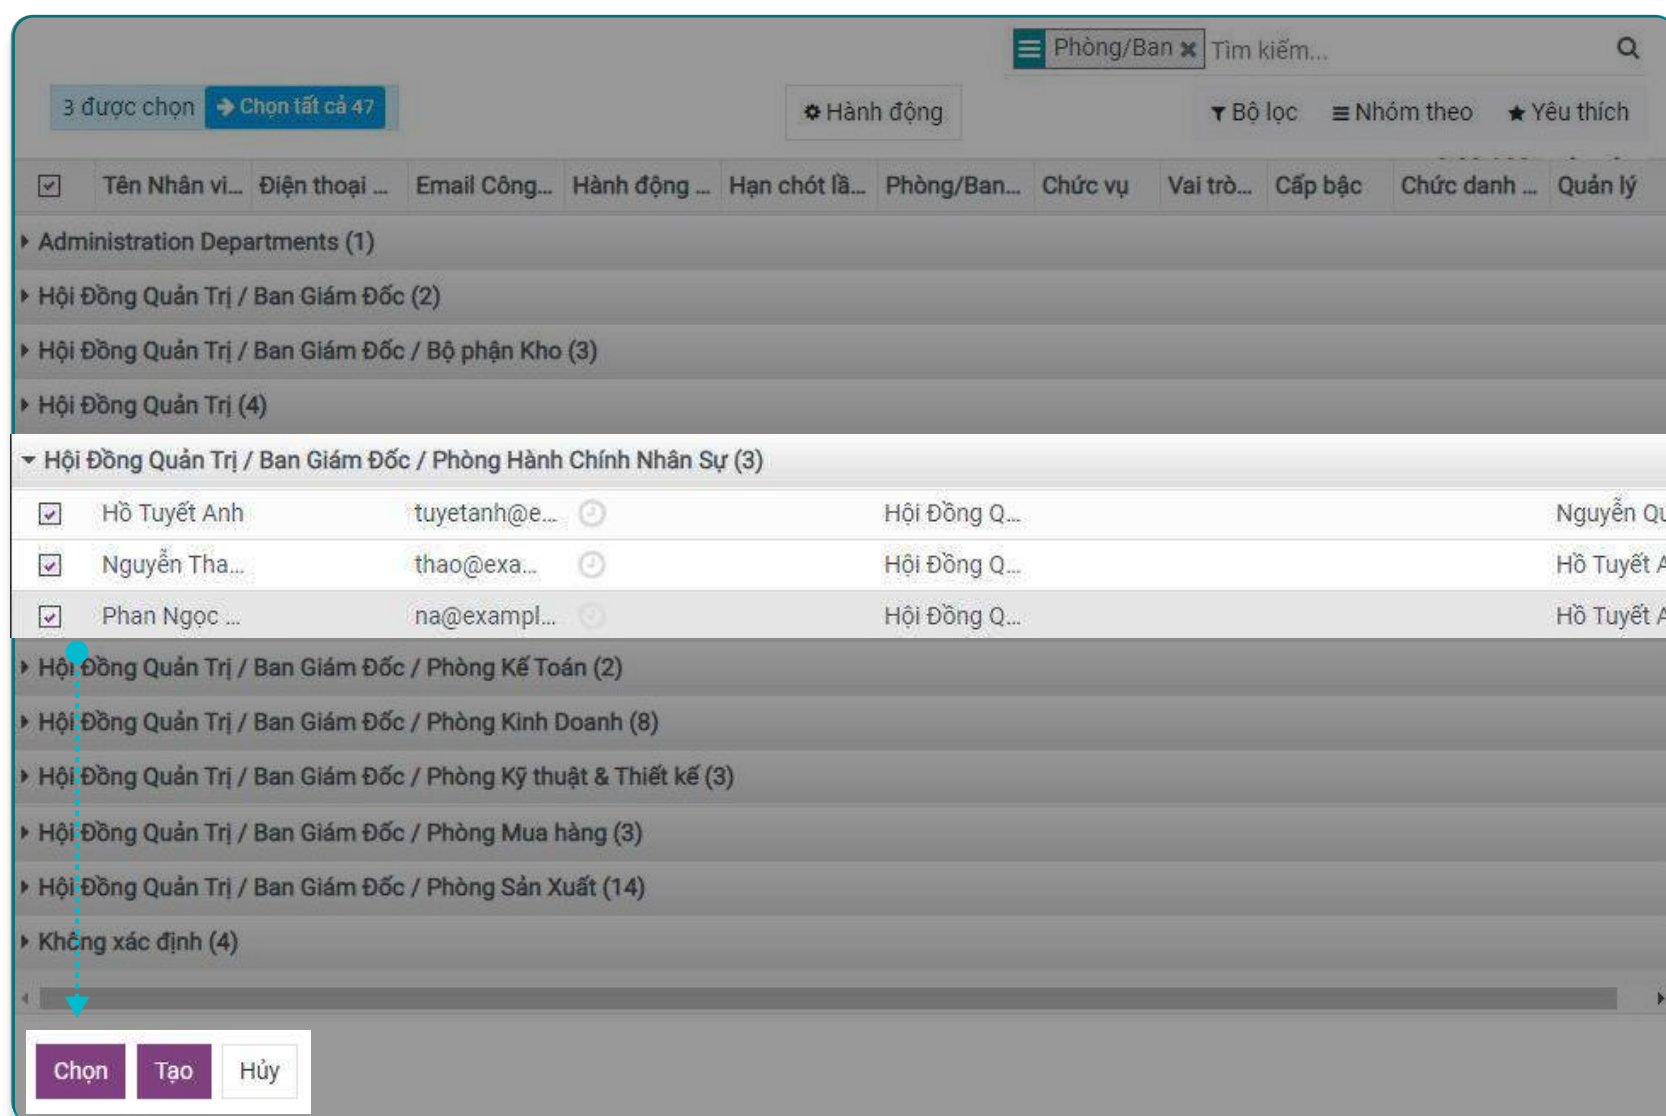 Phòng/Ban Tìm kiếm...
3 được chọn Chọn tất cả 47 Hành động Bộ lọc Nhóm theo Yêu thích
Tên Nhân vi... Điện thoại ... Email Công... Hành động ... Hạn chót lầ... Phòng/Ban... Chức vụ Vai trò... Cấp bậc Chức danh ... Quản lý
Administration Departments (1)
Hội Đồng Quản Trị / Ban Giám Đốc (2)
Hội Đồng Quản Trị / Ban Giám Đốc / Bộ phận Kho (3)
Hội Đồng Quản Trị (4)
Hội Đồng Quản Trị / Ban Giám Đốc / Phòng Hành Chính Nhân Sự (3)
Hồ Tuyết Anh tuyetanh@e... Hội Đồng Q... Nguyễn Qu
Nguyễn Tha... thao@exa... Hội Đồng Q... Hồ Tuyết A
Phan Ngọc ... na@exampl... Hội Đồng Q... Hồ Tuyết A
Hội Đồng Quản Trị / Ban Giám Đốc / Phòng Kế Toán (2)
Hội Đồng Quản Trị / Ban Giám Đốc / Phòng Kinh Doanh (8)
Hội Đồng Quản Trị / Ban Giám Đốc / Phòng Kỹ thuật & Thiết kế (3)
Hội Đồng Quản Trị / Ban Giám Đốc / Phòng Mua hàng (3)
Hội Đồng Quản Trị / Ban Giám Đốc / Phòng Sản Xuất (14)
Không xác định (4)
Chọn Tạo Hủy